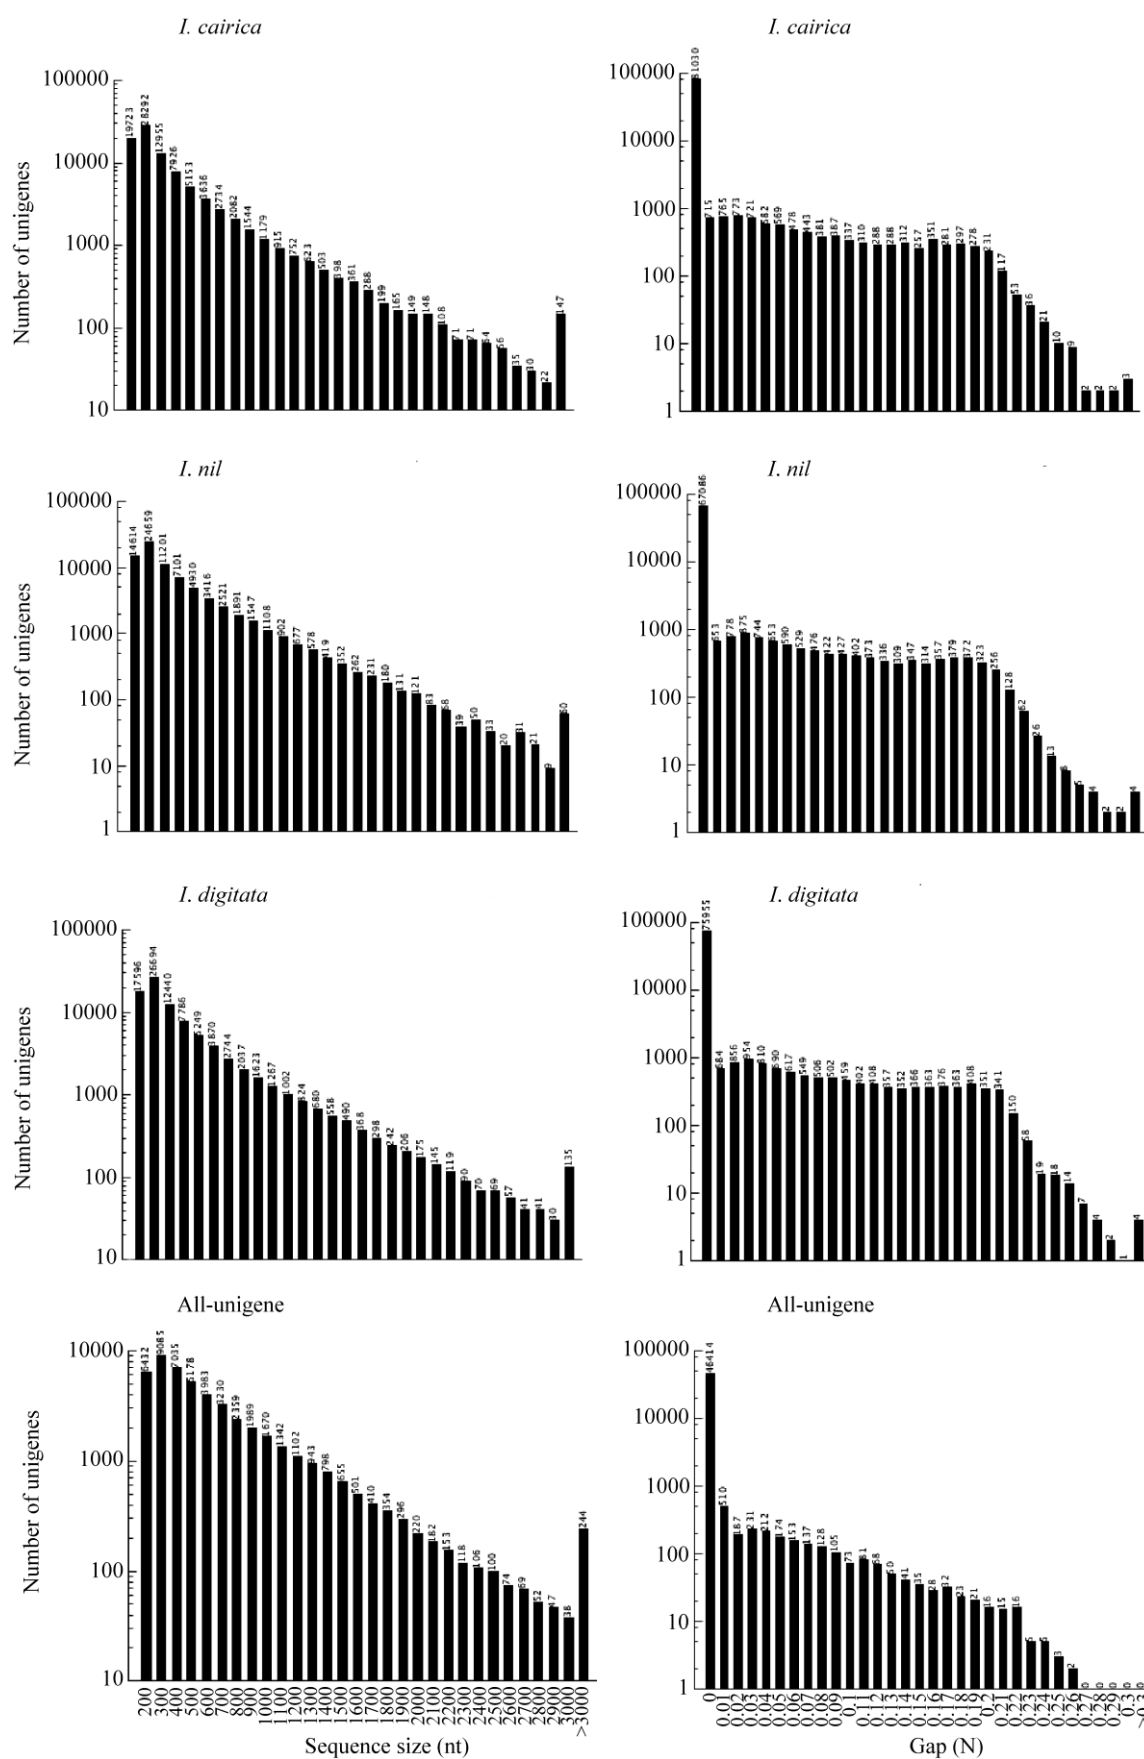 I. cairica
100000
10000
1000
100
10
Number of unigenes
19723 28292 12955 7926 5153 3636 2734 2082 1544 1179 915 752 623 503 398 361 288 199 165 149 148 108 71 71 64 56 35 30 22 147
I. cairica
100000
10000
1000
100
10
1
81030 715 765 773 721 582 569 478 443 381 387 337 310 288 288 312 257 351 281 297 278 231 117 53 36 21 10 9 2 2 2 3
I. nil
100000
10000
1000
100
10
1
Number of unigenes
14614 24659 11201 7101 4930 3416 2521 1891 1547 1108 902 677 578 419 352 262 231 180 131 121 83 68 39 50 33 20 31 21 9 60
I. nil
100000
10000
1000
100
10
1
67086 653 778 875 744 653 590 529 476 422 427 402 373 336 309 347 314 357 379 372 323 256 128 62 26 13 8 5 4 2 2 4
I. digitata
100000
10000
1000
100
10
Number of unigenes
17596 26694 12440 7786 5249 3870 2744 2037 1623 1267 1002 824 680 558 490 368 298 242 206 175 145 119 90 70 69 57 41 41 30 135
I. digitata
100000
10000
1000
100
10
1
75955 684 856 954 810 690 617 549 506 502 459 402 408 357 352 366 363 376 363 408 351 341 150 58 19 18 14 7 4 2 1 4
All-unigene
10000
1000
100
10
Number of unigenes
6432 9085 7035 5178 3983 3230 2359 1989 1670 1342 1102 943 798 655 501 410 354 296 220 182 153 118 106 100 74 69 52 47 38 244
200 300 400 500 600 700 800 900 1000 1100 1200 1300 1400 1500 1600 1700 1800 1900 2000 2100 2200 2300 2400 2500 2600 2700 2800 2900 3000 >3000
Sequence size (nt)
All-unigene
100000
10000
1000
100
10
1
46414 510 187 231 212 174 153 137 128 105 73 81 68 50 41 35 28 32 23 21 16 15 16 5 5 3 2 0 0 0 0 0
0 0.01 0.02 0.03 0.04 0.05 0.06 0.07 0.08 0.09 0.1 0.11 0.12 0.13 0.14 0.15 0.16 0.17 0.18 0.19 0.2 0.21 0.22 0.23 0.24 0.25 0.26 0.27 0.28 0.29 0.3 >0.3
Gap (N)